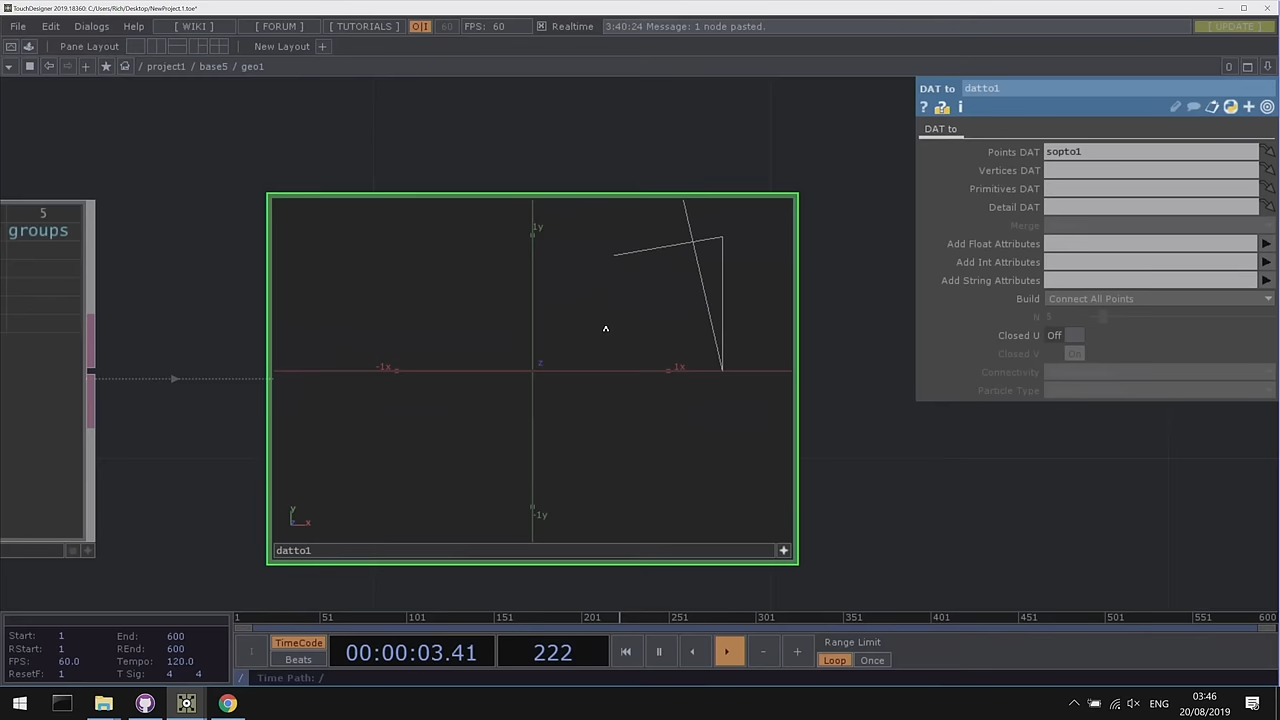 TouchDesigner 2019.18360: C:/Users/Rich/Desktop/NewProject.1.toe*
File Edit Dialogs Help [ WIKI ] [ FORUM ] [ TUTORIALS ] O|I 60 FPS: 60 Realtime 3:40:24 Message: 1 node pasted. [ UPDATE ]
Pane Layout New Layout +
/ project1 / base5 / geo1 0
DAT to datto1
? i
DAT to
Points DAT sopto1
Vertices DAT
Primitives DAT
Detail DAT
Merge
Add Float Attributes
Add Int Attributes
Add String Attributes
Build Connect All Points
N 5
Closed U Off
Closed V On
Connectivity
Particle Type
5
groups
1y
-1x
z
1x
-1y
y
x
datto1
1 51 101 151 201 251 301 351 401 451 501 551 600
Start: 1 End: 600
RStart: 1 REnd: 600
FPS: 60.0 Tempo: 120.0
ResetF: 1 T Sig: 4 4
TimeCode
Beats
00:00:03.41
222
Range Limit
Loop Once
/ Time Path: /
ENG
03:46
20/08/2019